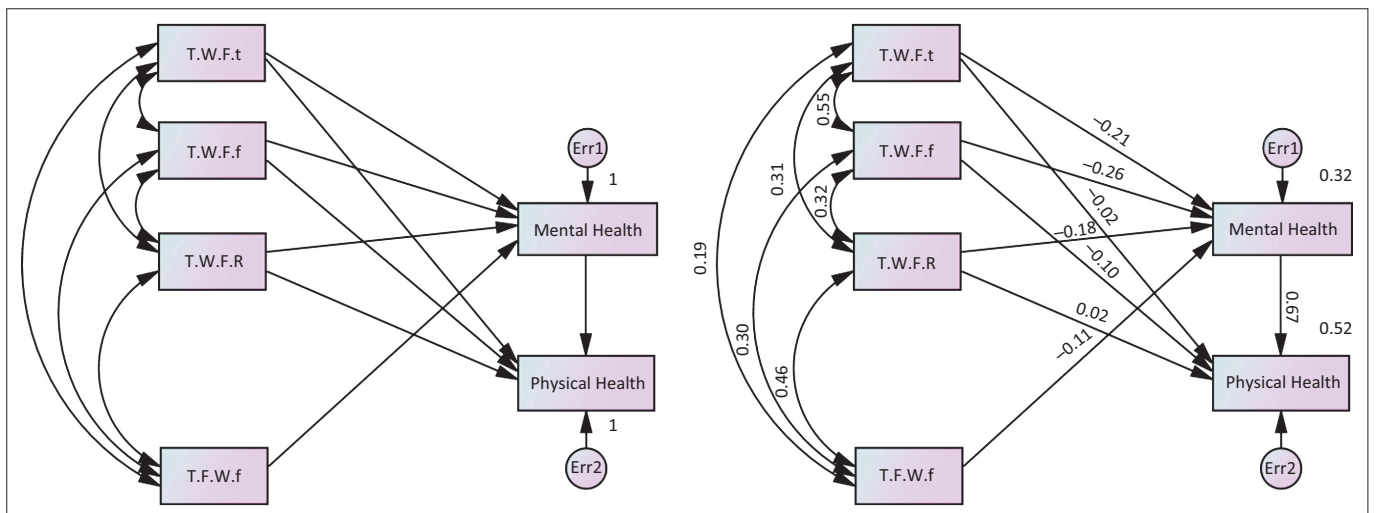 T.W.F.t
T.W.F.f
T.W.F.R
T.F.W.f
Err1
1
Mental Health
Physical Health
1
Err2
T.W.F.t
T.W.F.f
T.W.F.R
T.F.W.f
0.55
0.31
0.32
0.19
0.30
0.46
−0.21
−0.26
−0.02
−0.18
−0.10
0.02
−0.11
Err1
0.32
Mental Health
0.67
0.52
Physical Health
Err2